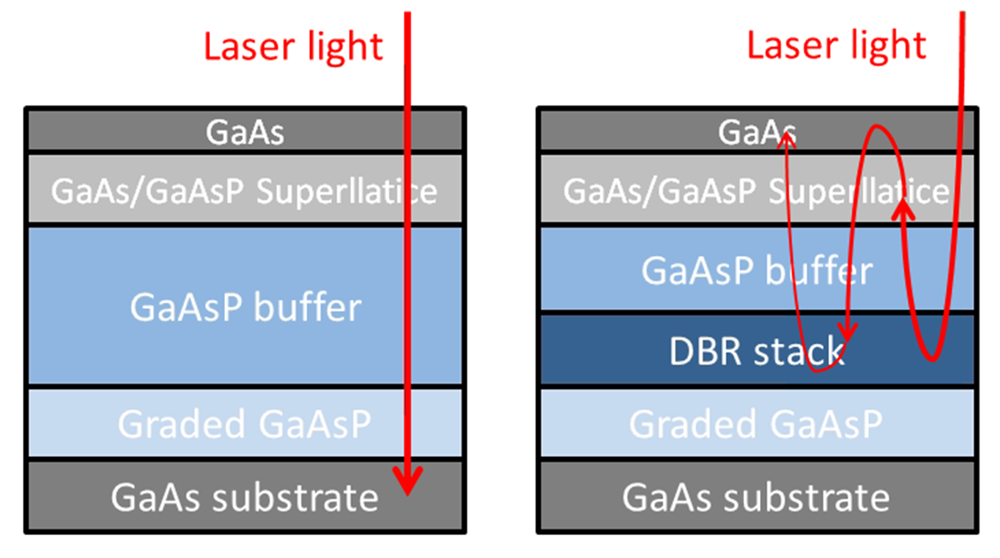 Laser light
GaAs
GaAs/GaAsP Superllatice
GaAsP buffer
Graded GaAsP
GaAs substrate
Laser light
GaAs
GaAs/GaAsP Superllatice
GaAsP buffer
DBR stack
Graded GaAsP
GaAs substrate